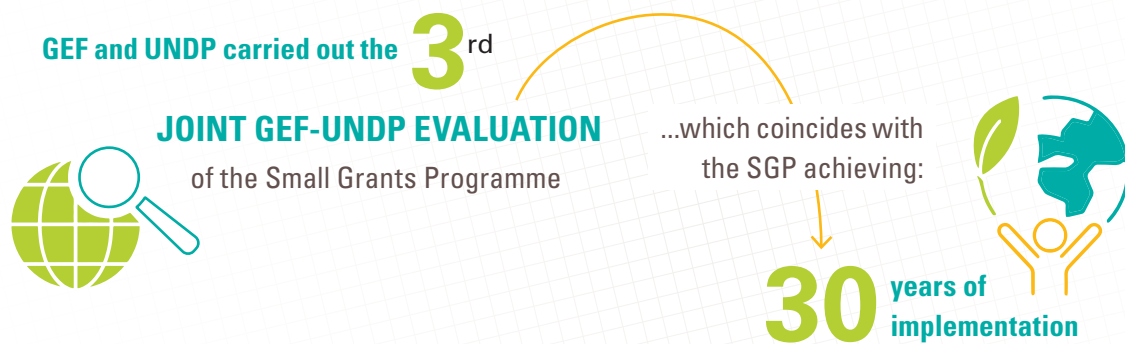 GEF and UNDP carried out the 3rd
JOINT GEF-UNDP EVALUATION
of the Small Grants Programme
...which coincides with
the SGP achieving:
30 years of
implementation